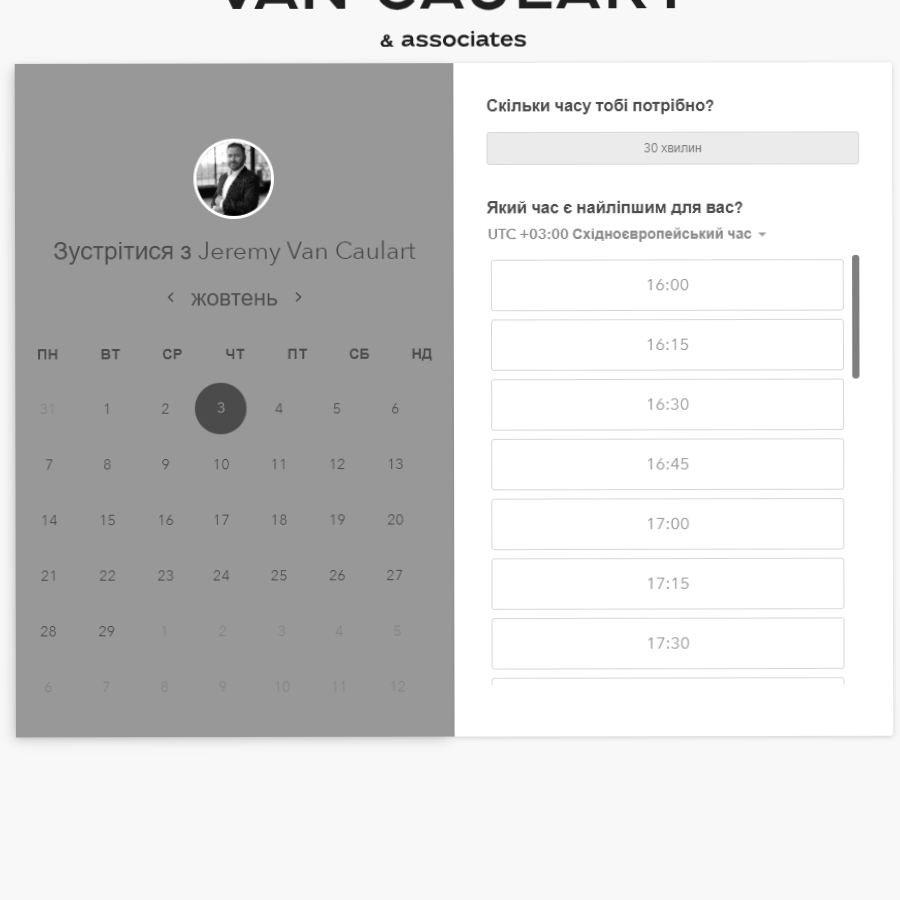 VAN CAULART
& associates
Зустрітися з Jeremy Van Caulart
жовтень
ПН ВТ СР ЧТ ПТ СБ НД
31 1 2 3 4 5 6
7 8 9 10 11 12 13
14 15 16 17 18 19 20
21 22 23 24 25 26 27
28 29 1 2 3 4 5
6 7 8 9 10 11 12
Скільки часу тобі потрібно?
30 хвилин
Який час є найліпшим для вас?
UTC +03:00 Східноєвропейський час
16:00
16:15
16:30
16:45
17:00
17:15
17:30